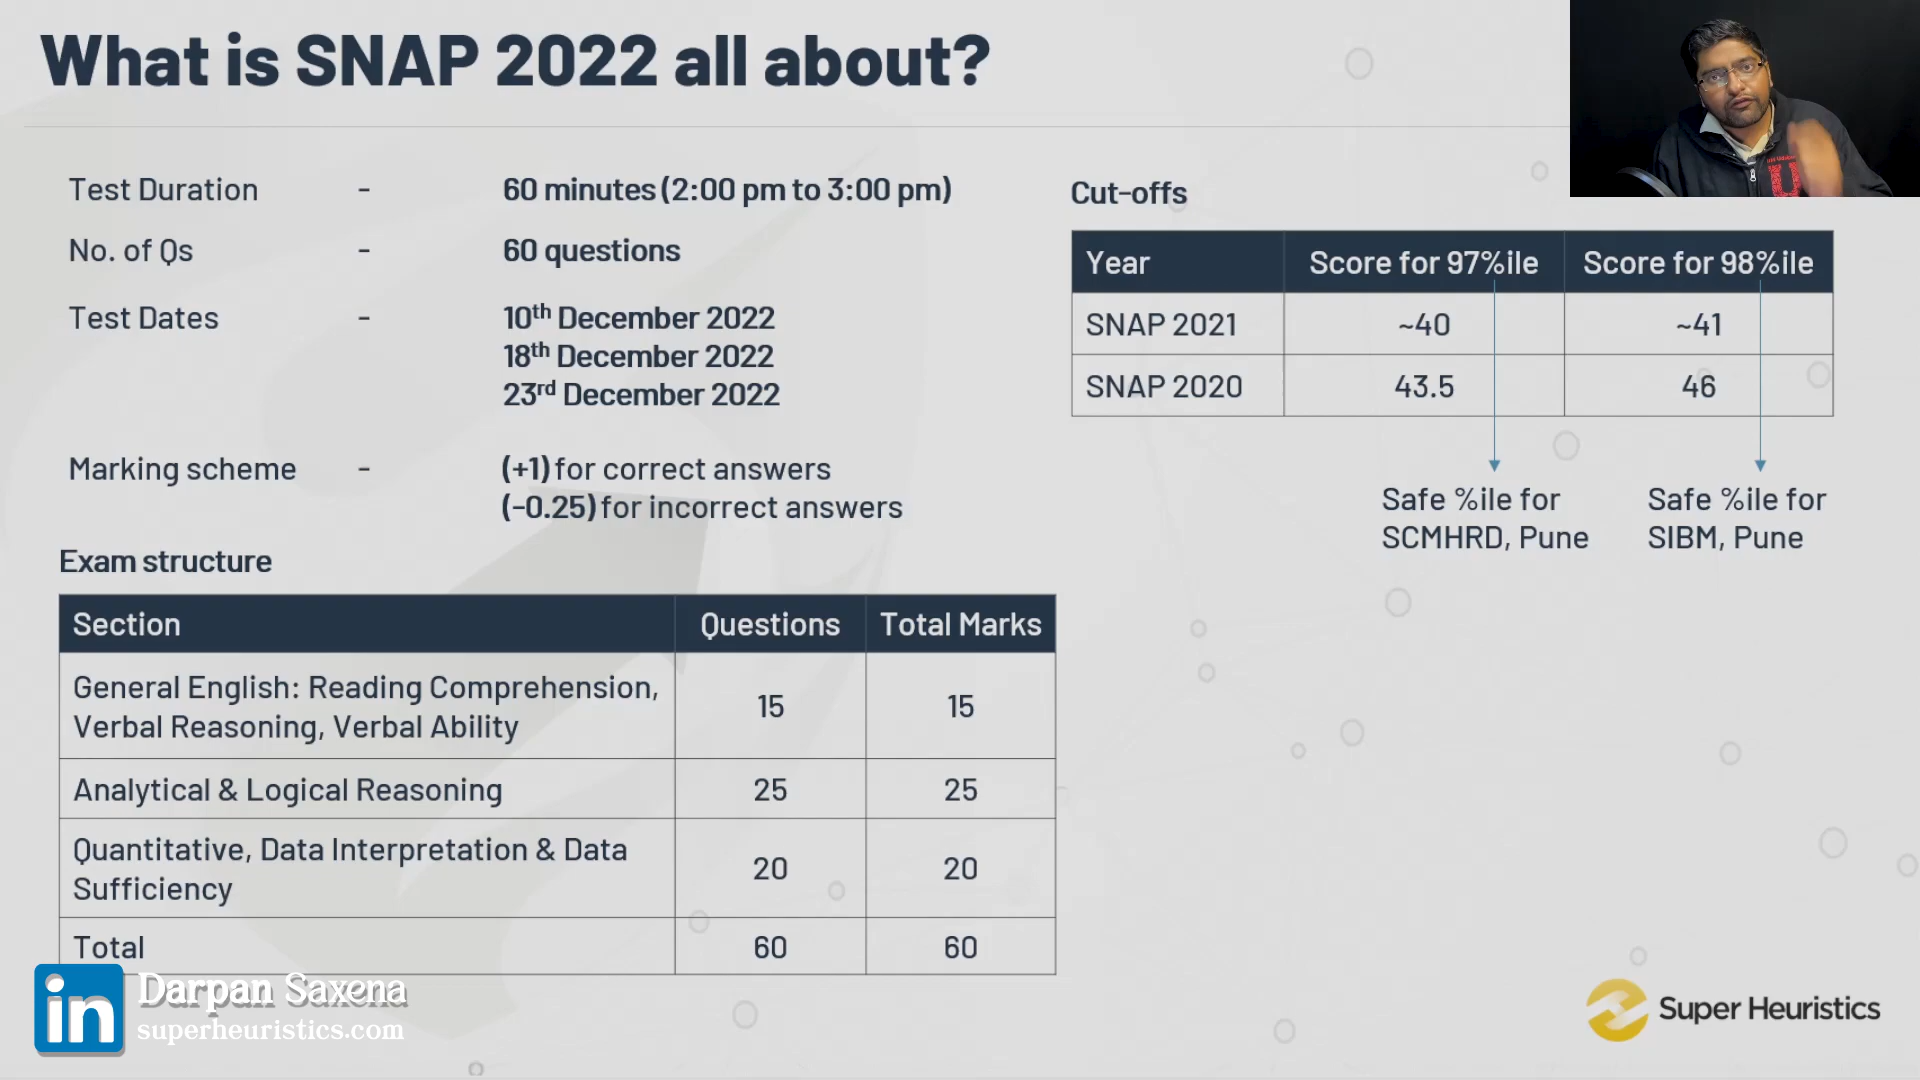 What is SNAP 2022 all about?
Test Duration - 60 minutes (2:00 pm to 3:00 pm)
No. of Qs - 60 questions
Test Dates - 10th December 2022
18th December 2022
23rd December 2022
Marking scheme - (+1) for correct answers
(-0.25) for incorrect answers
Exam structure
Section Questions Total Marks
General English: Reading Comprehension,
Verbal Reasoning, Verbal Ability 15 15
Analytical & Logical Reasoning 25 25
Quantitative, Data Interpretation & Data
Sufficiency 20 20
Total 60 60
Cut-offs
Year Score for 97%ile Score for 98%ile
SNAP 2021 ~40 ~41
SNAP 2020 43.5 46
Safe %ile for
SCMHRD, Pune
Safe %ile for
SIBM, Pune
in
Darpan Saxena
superheuristics.com
Super Heuristics